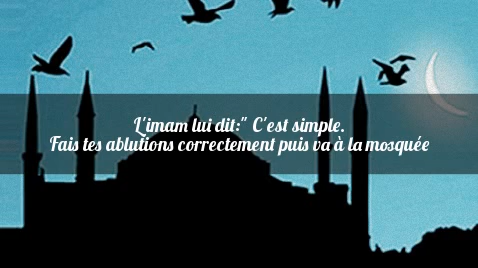 L'imam lui dit:" C'est simple.
Fais tes ablutions correctement puis va à la mosquée